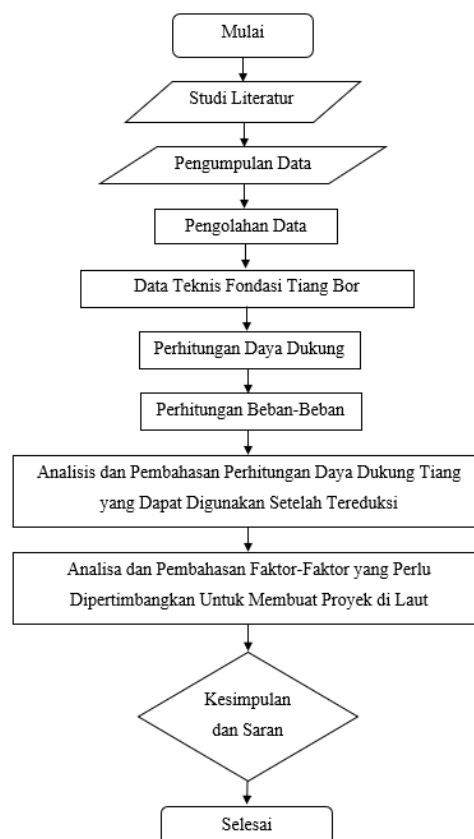 Mulai
Studi Literatur
Pengumpulan Data
Pengolahan Data
Data Teknis Fondasi Tiang Bor
Perhitungan Daya Dukung
Perhitungan Beban-Beban
Analisis dan Pembahasan Perhitungan Daya Dukung Tiang
yang Dapat Digunakan Setelah Tereduksi
Analisa dan Pembahasan Faktor-Faktor yang Perlu
Dipertimbangkan Untuk Membuat Proyek di Laut
Kesimpulan
dan Saran
Selesai